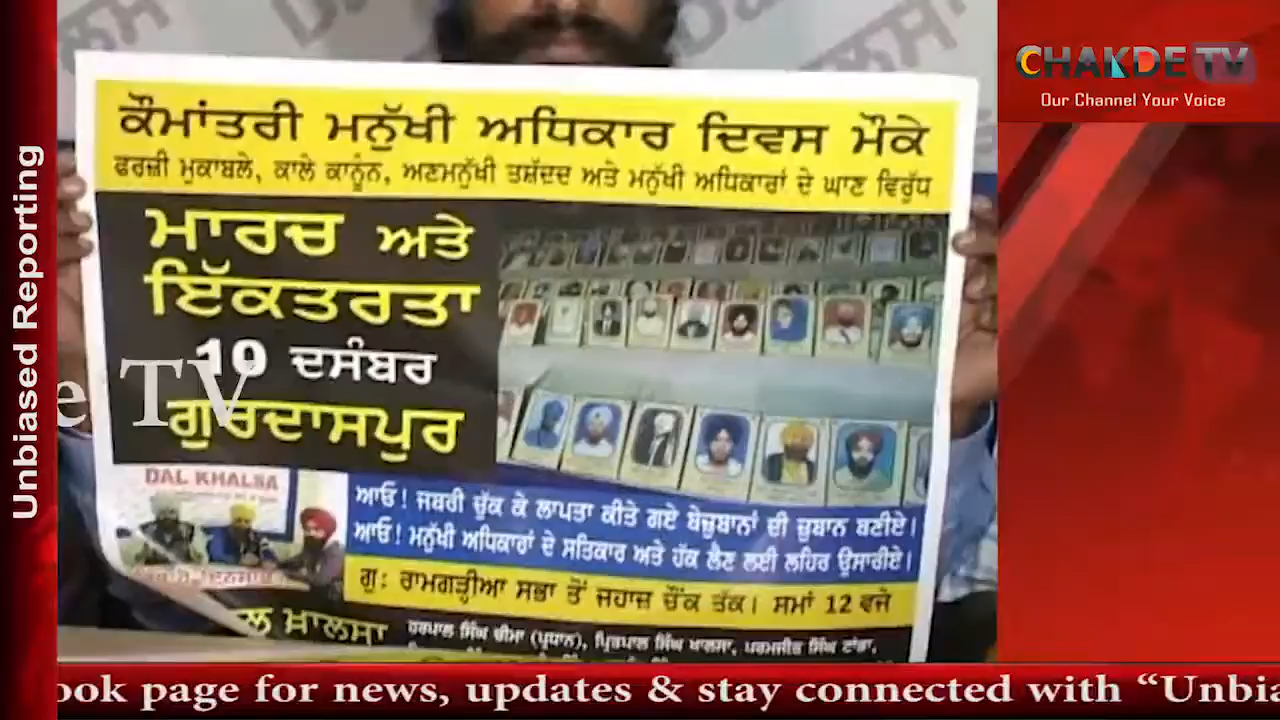 CHAKDE TV
Our Channel Your Voice
Unbiased Reporting
ਕੌਮਾਂਤਰੀ ਮਨੁੱਖੀ ਅਧਿਕਾਰ ਦਿਵਸ ਮੌਕੇ
ਫਰਜ਼ੀ ਮੁਕਾਬਲੇ, ਕਾਲੇ ਕਾਨੂੰਨ, ਅਣਮਨੁੱਖੀ ਤਸ਼ੱਦਦ ਅਤੇ ਮਨੁੱਖੀ ਅਧਿਕਾਰਾਂ ਦੇ ਘਾਣ ਵਿਰੁੱਧ
ਮਾਰਚ ਅਤੇ
ਇੱਕਤਰਤਾ
10 ਦਸੰਬਰ
e TV
ਗੁਰਦਾਸਪੁਰ
DAL KHALSA
ਆਓ! ਜਬਰੀ ਚੁੱਕ ਕੇ ਲਾਪਤਾ ਕੀਤੇ ਗਏ ਬੇਜ਼ੁਬਾਨਾਂ ਦੀ ਜ਼ੁਬਾਨ ਬਣੀਏ।
ਆਓ! ਮਨੁੱਖੀ ਅਧਿਕਾਰਾਂ ਦੇ ਸਤਿਕਾਰ ਅਤੇ ਹੱਕ ਲੈਣ ਲਈ ਲਹਿਰ ਉਸਾਰੀਏ।
ਗੁ: ਰਾਮਗੜ੍ਹੀਆ ਸਭਾ ਤੋਂ ਜਹਾਜ਼ ਚੌਂਕ ਤੱਕ। ਸਮਾਂ 12 ਵਜੇ
ਲ ਖ਼ਾਲਸਾ
ਹਰਪਾਲ ਸਿੰਘ ਚੀਮਾ (ਪ੍ਰਧਾਨ), ਪ੍ਰਿਤਪਾਲ ਸਿੰਘ ਖਾਲਸਾ, ਪਰਮਜੀਤ ਸਿੰਘ ਟਾਂਡਾ,
ook page for news, updates & stay connected with “Unbia